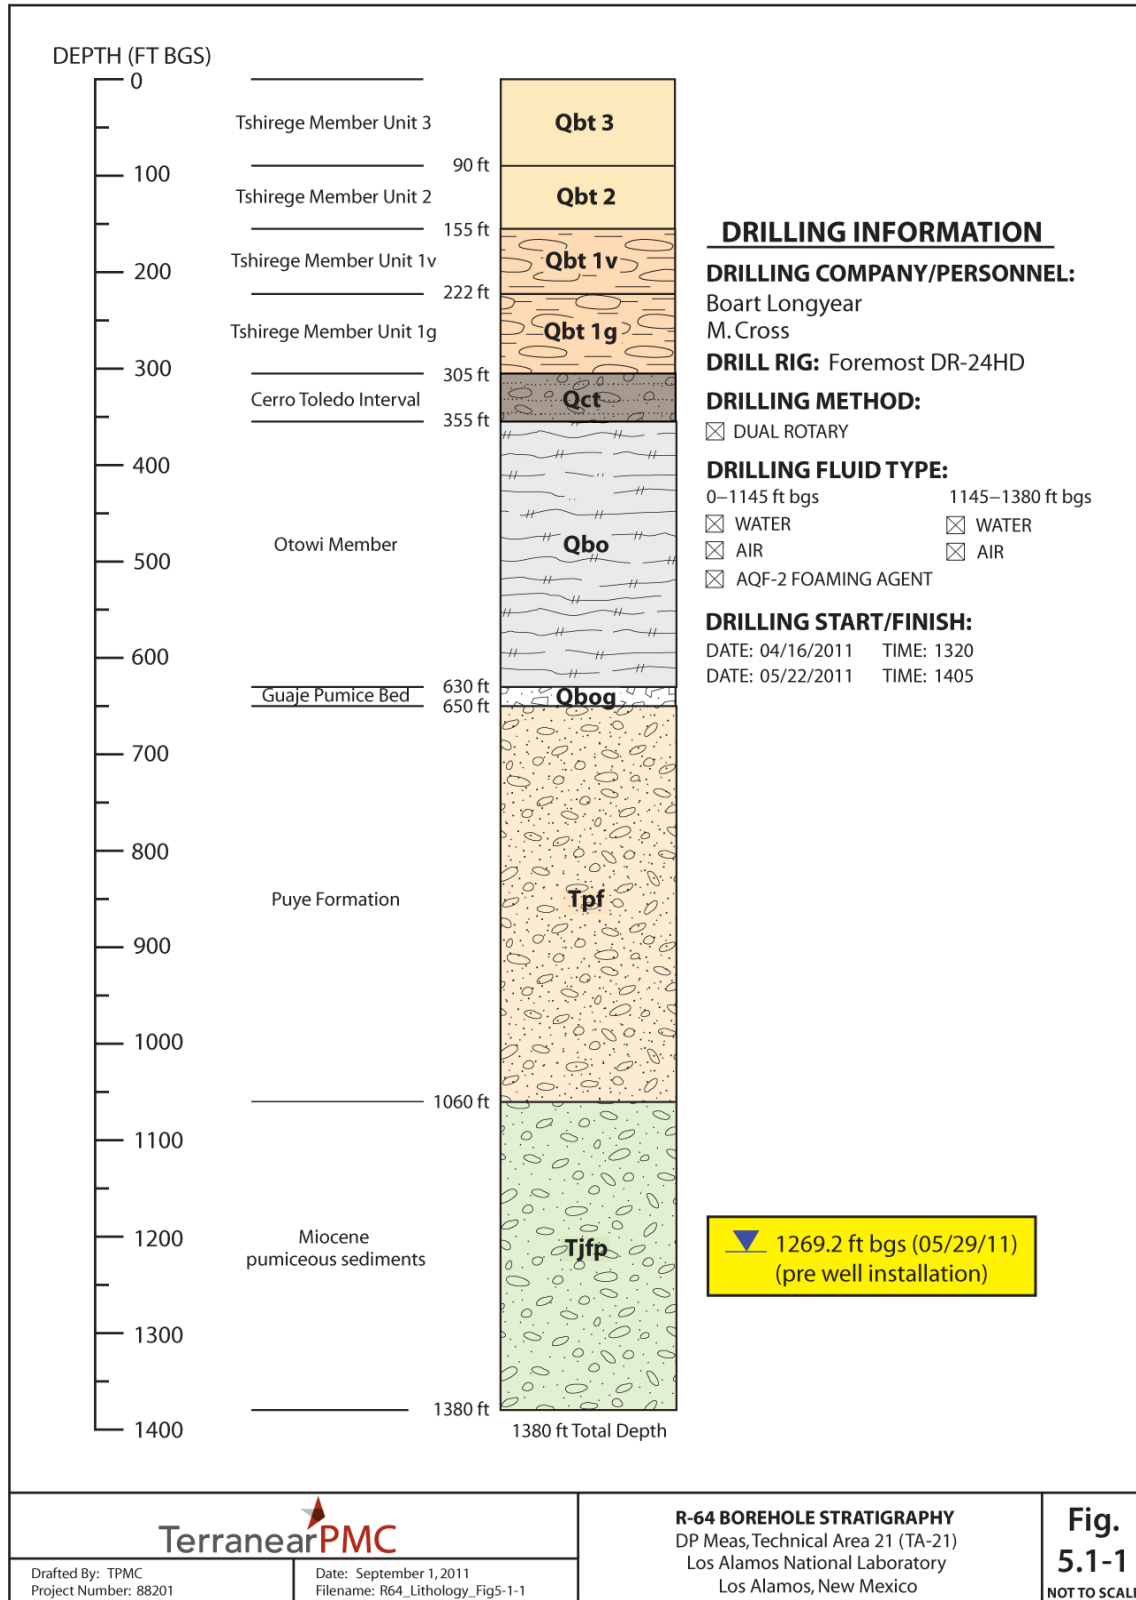 DEPTH (FT BGS)
0
100
200
300
400
500
600
700
800
900
1000
1100
1200
1300
1400
Tshirege Member Unit 3
90 ft
Tshirege Member Unit 2
155 ft
Tshirege Member Unit 1v
222 ft
Tshirege Member Unit 1g
305 ft
Cerro Toledo Interval
355 ft
Otowi Member
630 ft
Guaje Pumice Bed
650 ft
Puye Formation
1060 ft
Miocene
pumiceous sediments
1380 ft
Qbt 3
Qbt 2
Qbt 1v
Qbt 1g
Qct
Qbo
Qbog
Tpf
Tjfp
1380 ft Total Depth
DRILLING INFORMATION
DRILLING COMPANY/PERSONNEL:
Boart Longyear
M. Cross
DRILL RIG: Foremost DR-24HD
DRILLING METHOD:
DUAL ROTARY
DRILLING FLUID TYPE:
0–1145 ft bgs 1145–1380 ft bgs
WATER WATER
AIR AIR
AQF-2 FOAMING AGENT
DRILLING START/FINISH:
DATE: 04/16/2011 TIME: 1320
DATE: 05/22/2011 TIME: 1405
1269.2 ft bgs (05/29/11)
(pre well installation)
TerranearPMC
Drafted By: TPMC
Project Number: 88201
Date: September 1, 2011
Filename: R64_Lithology_Fig5-1-1
R-64 BOREHOLE STRATIGRAPHY
DP Meas, Technical Area 21 (TA-21)
Los Alamos National Laboratory
Los Alamos, New Mexico
Fig.
5.1-1
NOT TO SCALE